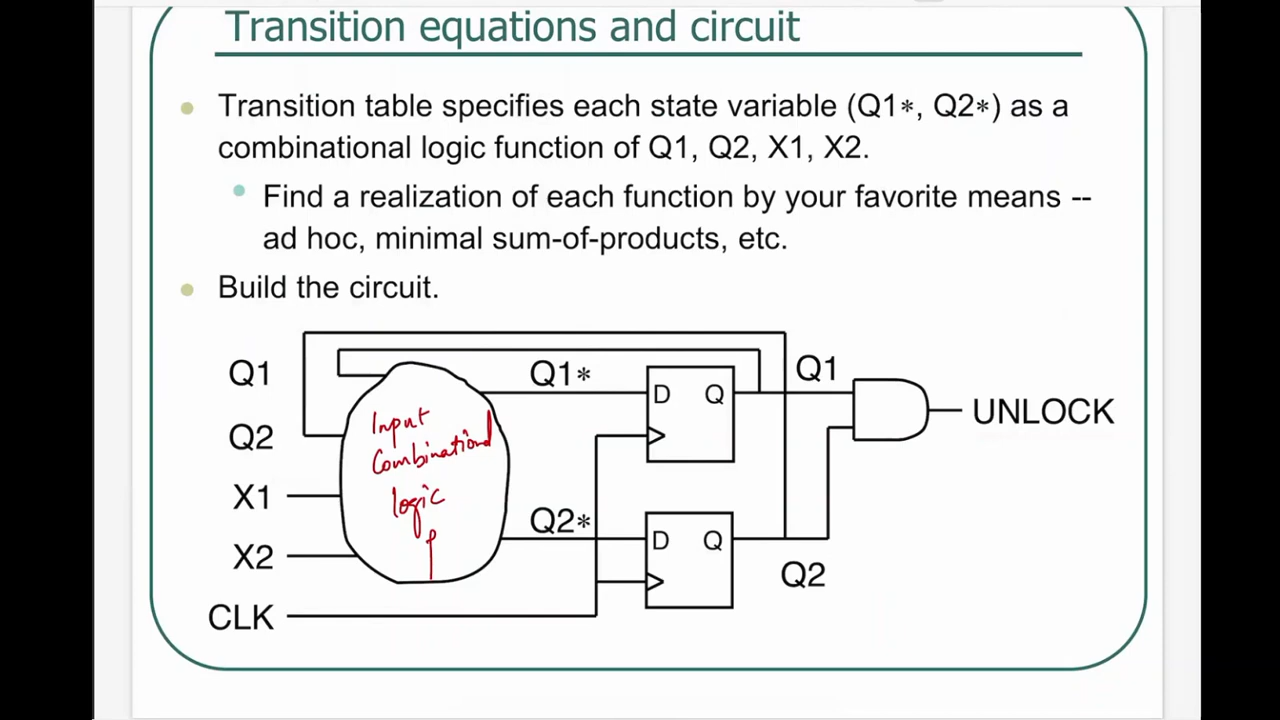 Transition equations and circuit
Transition table specifies each state variable (Q1*, Q2*) as a
combinational logic function of Q1, Q2, X1, X2.
Find a realization of each function by your favorite means --
ad hoc, minimal sum-of-products, etc.
Build the circuit.
Q1
Q2
X1
X2
CLK
Input
Combinational
logic
Q1*
Q2*
D Q
D Q
Q1
Q2
UNLOCK